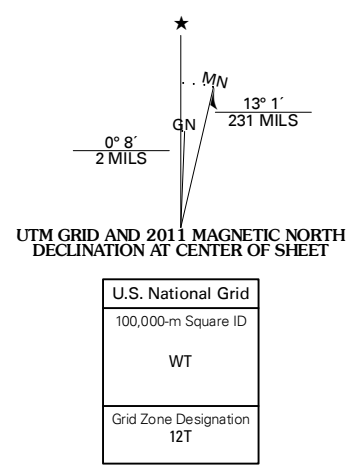 MN
13° 1´
231 MILS
GN
0° 8´
2 MILS
UTM GRID AND 2011 MAGNETIC NORTH
DECLINATION AT CENTER OF SHEET
U.S. National Grid
100,000-m Square ID
WT
Grid Zone Designation
12T